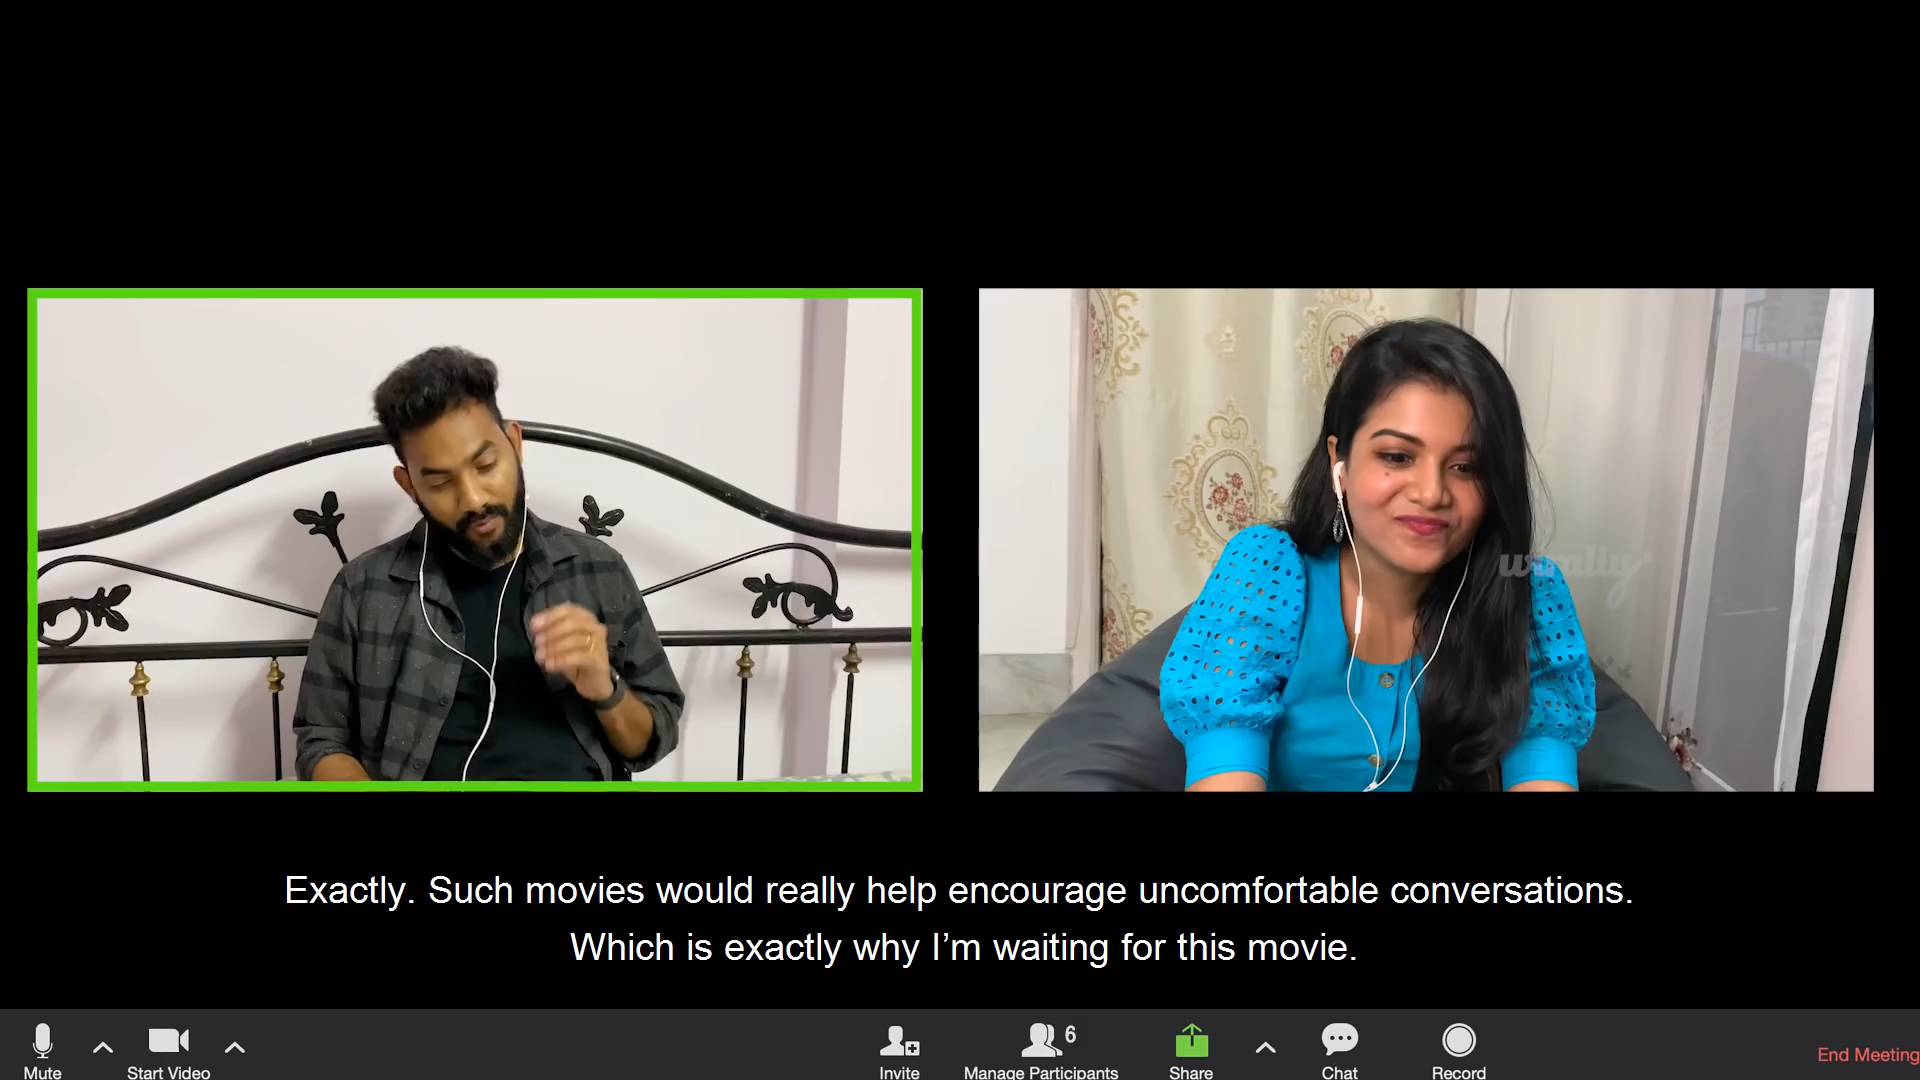 woolly
Exactly. Such movies would really help encourage uncomfortable conversations.
Which is exactly why I’m waiting for this movie.
6
Mute
Start Video
Invite
Manage Participants
Share
Chat
Record
End Meeting